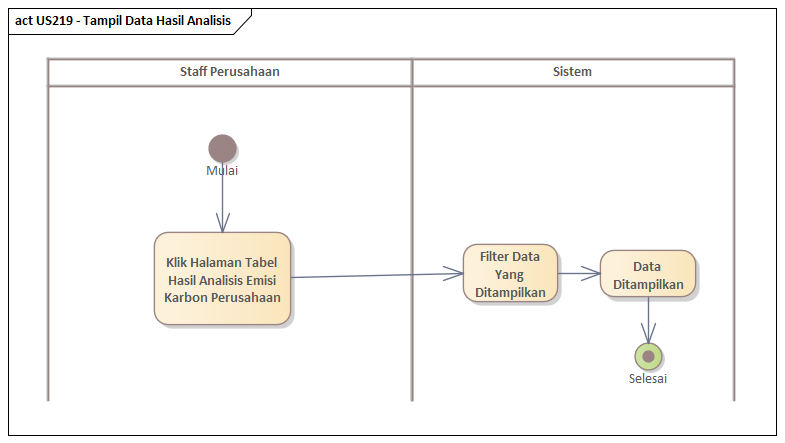 act US219 - Tampil Data Hasil Analisis
Staff Perusahaan
Sistem
Mulai
Klik Halaman Tabel
Hasil Analisis Emisi
Karbon Perusahaan
Filter Data
Yang
Ditampilkan
Data
Ditampilkan
Selesai